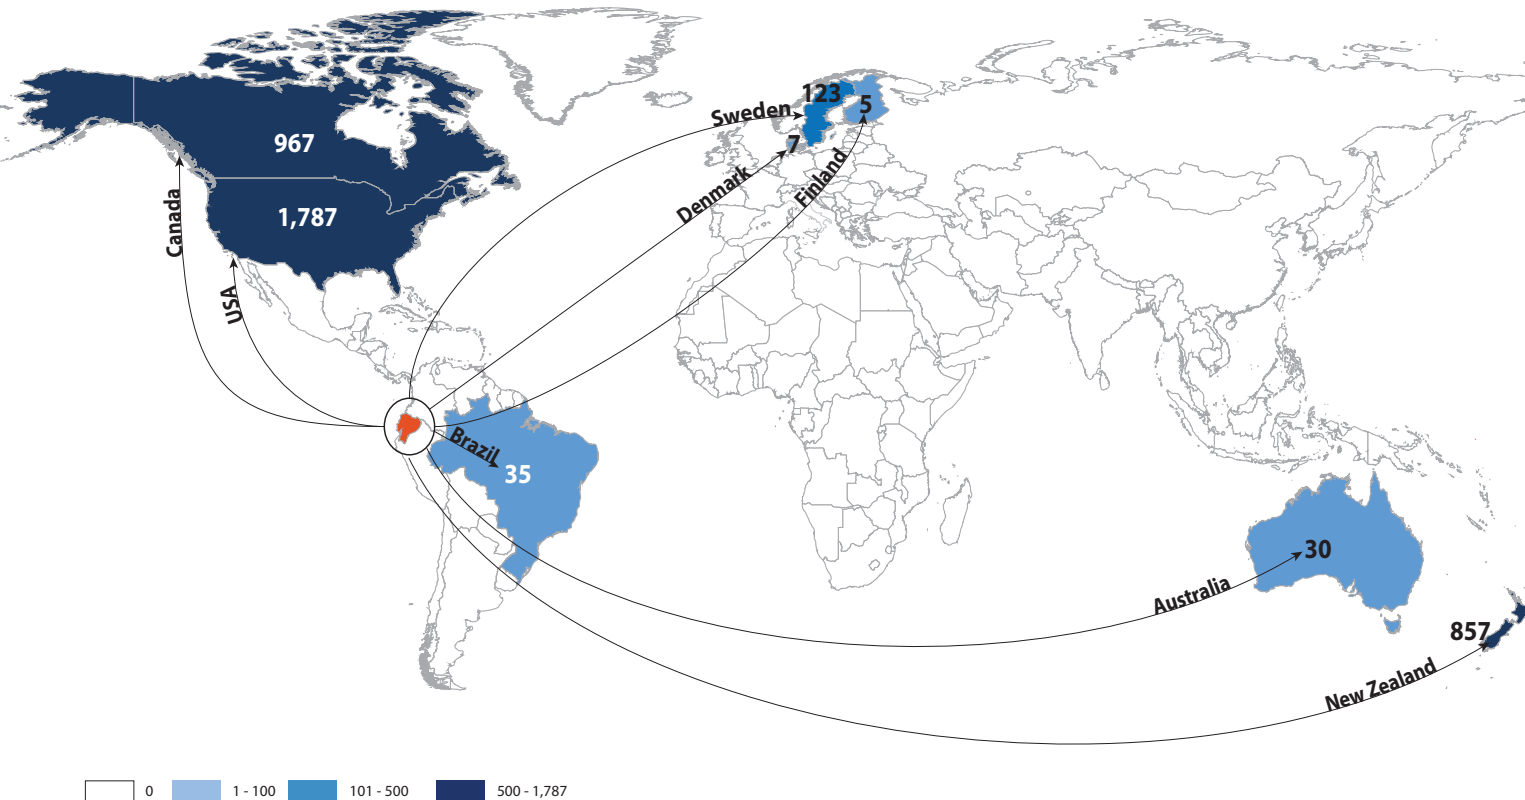 123
Sweden
5
967
7
Denmark
Finland
Canada
1,787
USA
Brazil
35
30
Australia
857
New Zealand
0
1 - 100
101 - 500
500 - 1,787